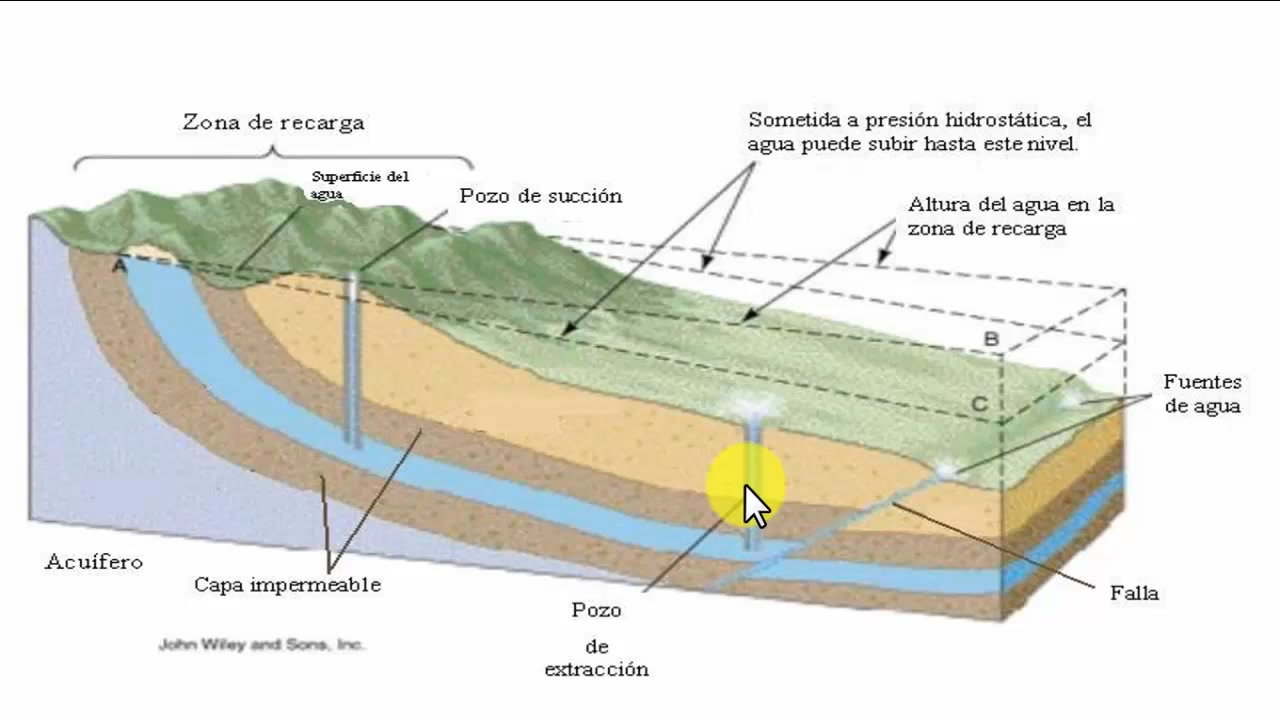 Zona de recarga
Superficie del
agua
Pozo de succión
Sometida a presión hidrostática, el
agua puede subir hasta este nivel.
Altura del agua en la
zona de recarga
A
B
C
Fuentes
de agua
Acuífero
Capa impermeable
Pozo
de
extracción
Falla
John Wiley and Sons, Inc.